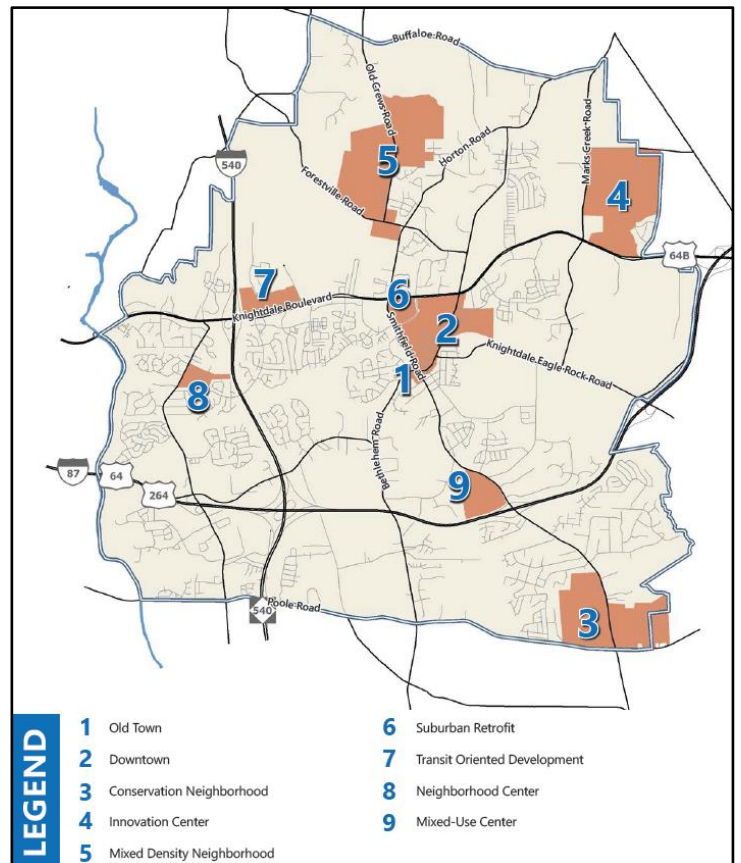 Buffaloe Road
Old Crews Road
Horton Road
Marks Creek Road
540
5
Forestville Road
4
64B
7
6
Knightdale Boulevard
2
Smithfield Road
Knightdale Eagle Rock Road
1
8
Bethlehem Road
87
64
264
9
Poole Road
540
3
LEGEND
1 Old Town
2 Downtown
3 Conservation Neighborhood
4 Innovation Center
5 Mixed Density Neighborhood
6 Suburban Retrofit
7 Transit Oriented Development
8 Neighborhood Center
9 Mixed-Use Center